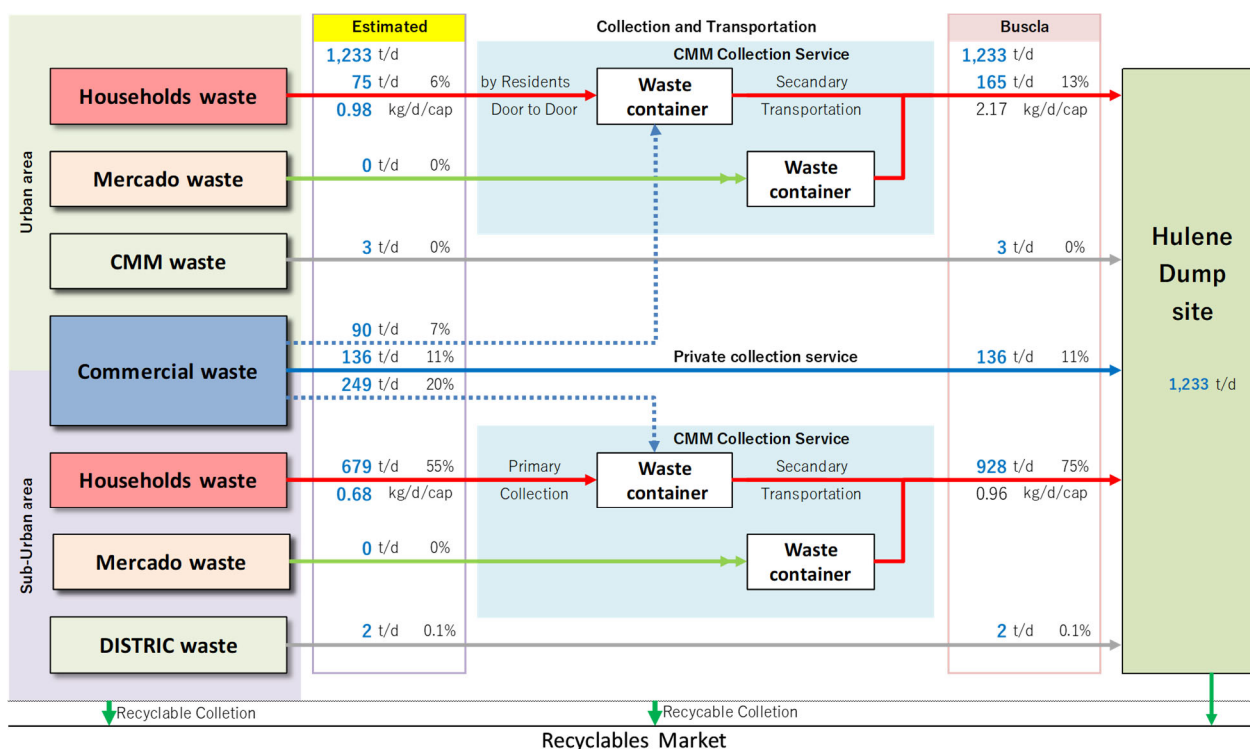 Estimated
Collection and Transportation
Buscla
Urban area
Households waste
1,233 t/d
75 t/d 6%
0.98 kg/d/cap
CMM Collection Service
by Residents
Door to Door
Waste
container
Secandary
Transportation
1,233 t/d
165 t/d 13%
2.17 kg/d/cap
Mercado waste
0 t/d 0%
Waste
container
CMM waste
3 t/d 0%
3 t/d 0%
Hulene
Dump
site
1,233 t/d
Commercial waste
90 t/d 7%
136 t/d 11%
249 t/d 20%
Private collection service
136 t/d 11%
Sub-Urban area
CMM Collection Service
Households waste
679 t/d 55%
0.68 kg/d/cap
Primary
Collection
Waste
container
Secandary
Transportation
928 t/d 75%
0.96 kg/d/cap
Mercado waste
0 t/d 0%
Waste
container
DISTRIC waste
2 t/d 0.1%
2 t/d 0.1%
Recyclable Colletion
Recycable Colletion
Recyclables Market